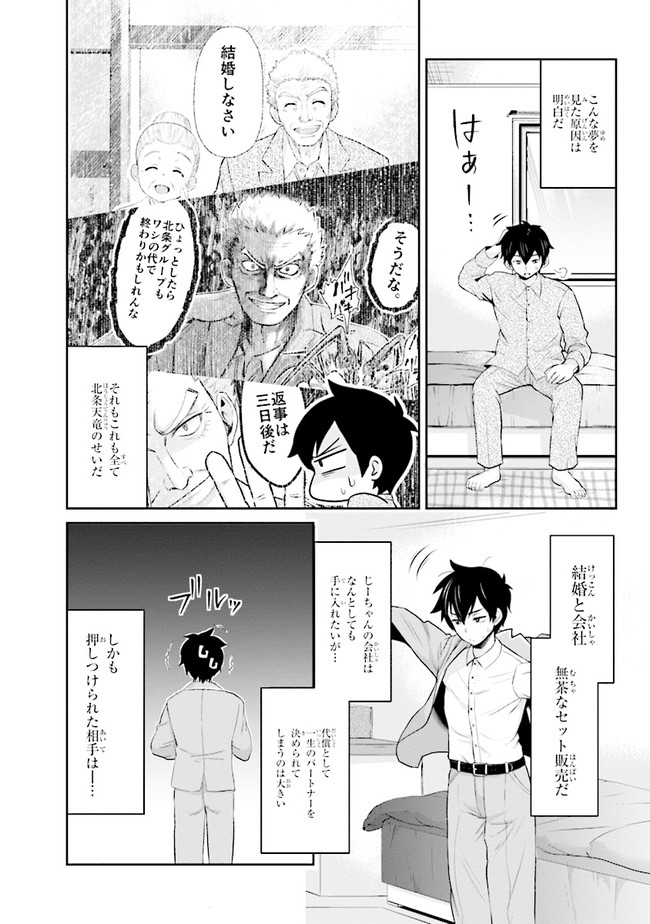 こんな夢を
見た原因は
明白だ
はぁー…
結婚しなさい
そうだな。
ひょっとしたら
北条グループも
ワシの代で
終わりかもしれんな
バキバキ
返事は
三日後だ
それもこれも全て
北条天竜のせいだ
結婚と会社
無茶なセット販売だ
じーちゃんの会社は
なんとしても
手に入れたいが…
代償として
一生のパートナーを
決められて
しまうのは大きい
しかも
押しつけられた
相手は―…